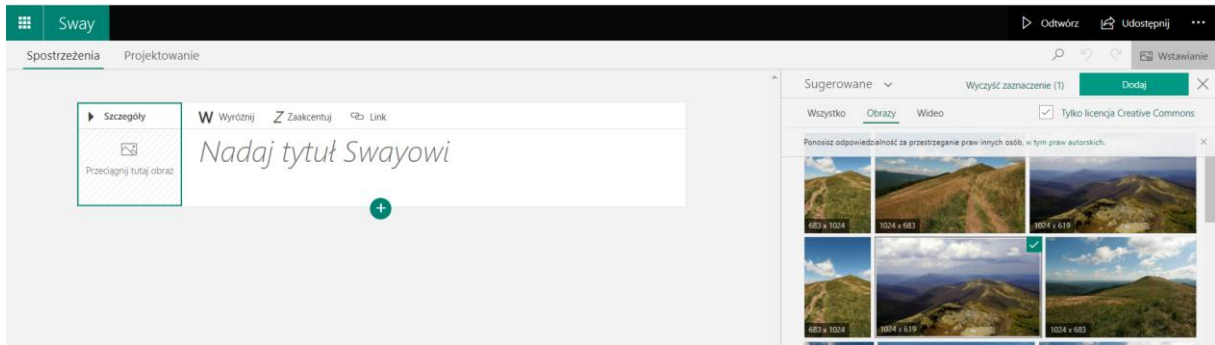 Sway
Odtwórz
Udostępnij
Spostrzeżenia
Projektowanie
Wstawianie
Szczegóły
Przeciągnij tutaj obraz
W Wyróżnij
Z Zaakcentuj
Link
Nadaj tytuł Swayowi
Sugerowane
Wyczyść zaznaczenie (1)
Dodaj
Wszystko
Obrazy
Wideo
Tylko licencja Creative Commons
Ponosisz odpowiedzialność za przestrzeganie praw innych osób, w tym praw autorskich.
683 x 1024
1024 x 683
1024 x 619
683 x 1024
1024 x 619
1024 x 683